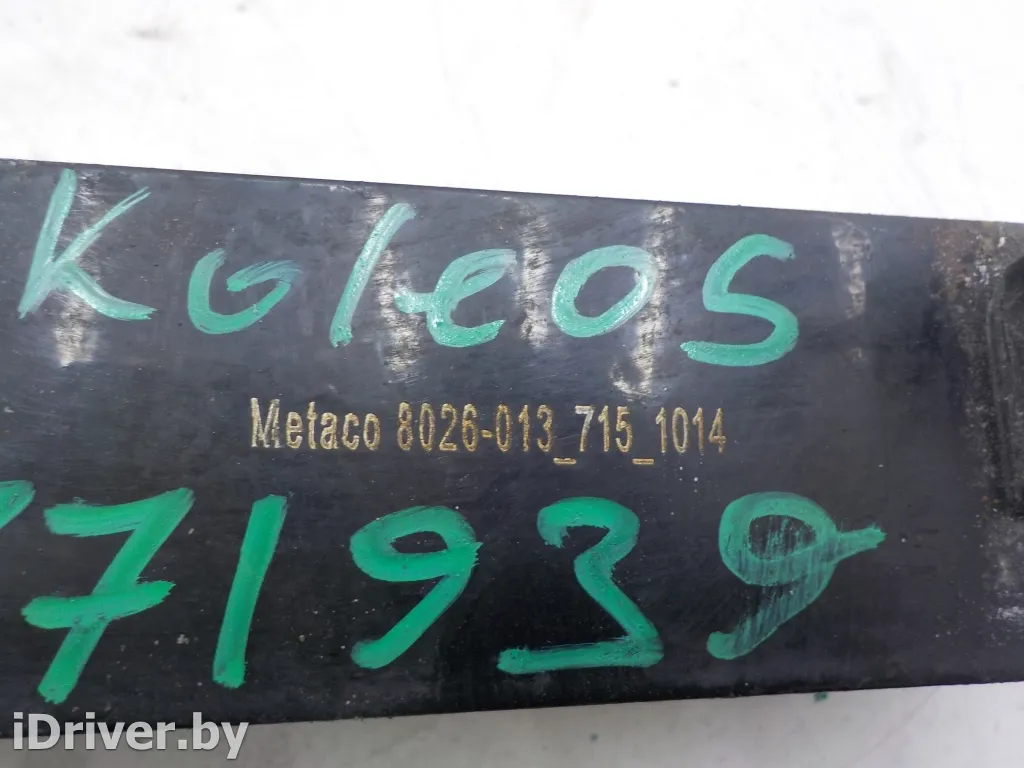 Koleos
Metaco 8026-013_715_1014
71939
iDriver.by